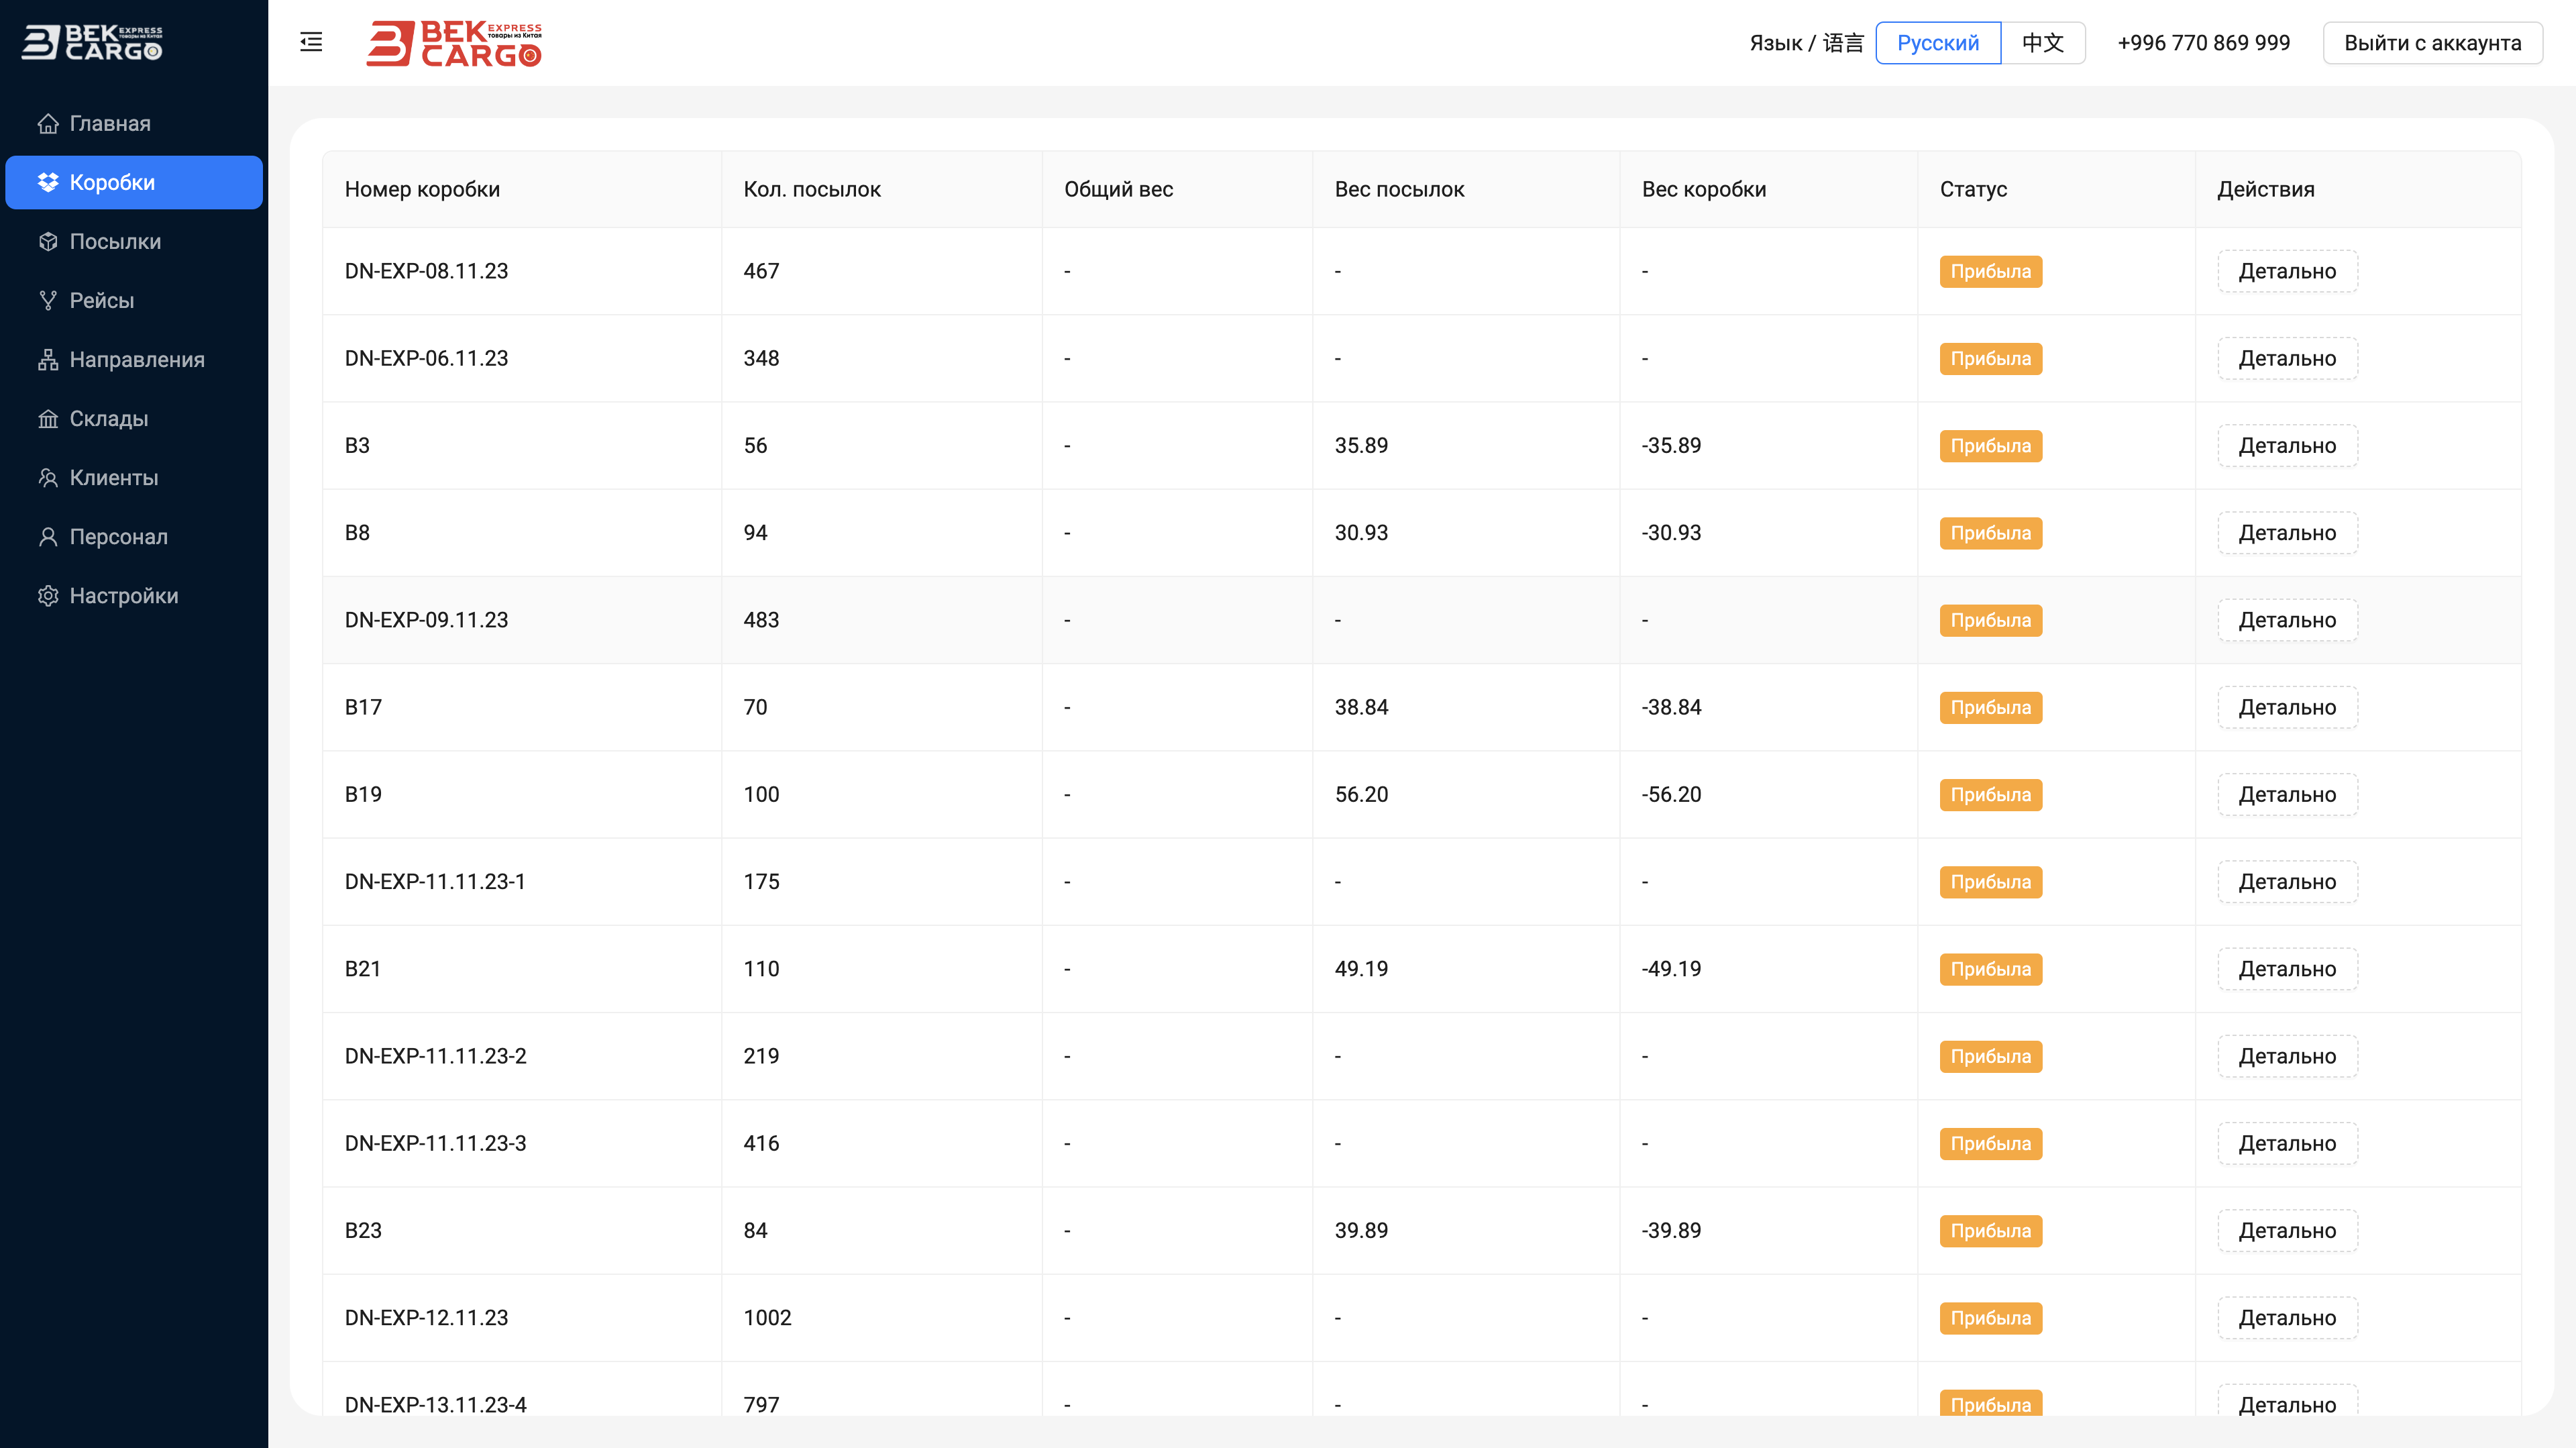 BEK EXPRESS
товары из Китая
CARGO
BEK EXPRESS
товары из Китая
CARGO
Язык / 语言 Русский 中文 +996 770 869 999 Выйти с аккаунта
Главная
Коробки
Посылки
Рейсы
Направления
Склады
Клиенты
Персонал
Настройки
Номер коробки Кол. посылок Общий вес Вес посылок Вес коробки Статус Действия
DN-EXP-08.11.23 467 - - - Прибыла Детально
DN-EXP-06.11.23 348 - - - Прибыла Детально
B3 56 - 35.89 -35.89 Прибыла Детально
B8 94 - 30.93 -30.93 Прибыла Детально
DN-EXP-09.11.23 483 - - - Прибыла Детально
B17 70 - 38.84 -38.84 Прибыла Детально
B19 100 - 56.20 -56.20 Прибыла Детально
DN-EXP-11.11.23-1 175 - - - Прибыла Детально
B21 110 - 49.19 -49.19 Прибыла Детально
DN-EXP-11.11.23-2 219 - - - Прибыла Детально
DN-EXP-11.11.23-3 416 - - - Прибыла Детально
B23 84 - 39.89 -39.89 Прибыла Детально
DN-EXP-12.11.23 1002 - - - Прибыла Детально
DN-EXP-13.11.23-4 797 - - - Прибыла Детально